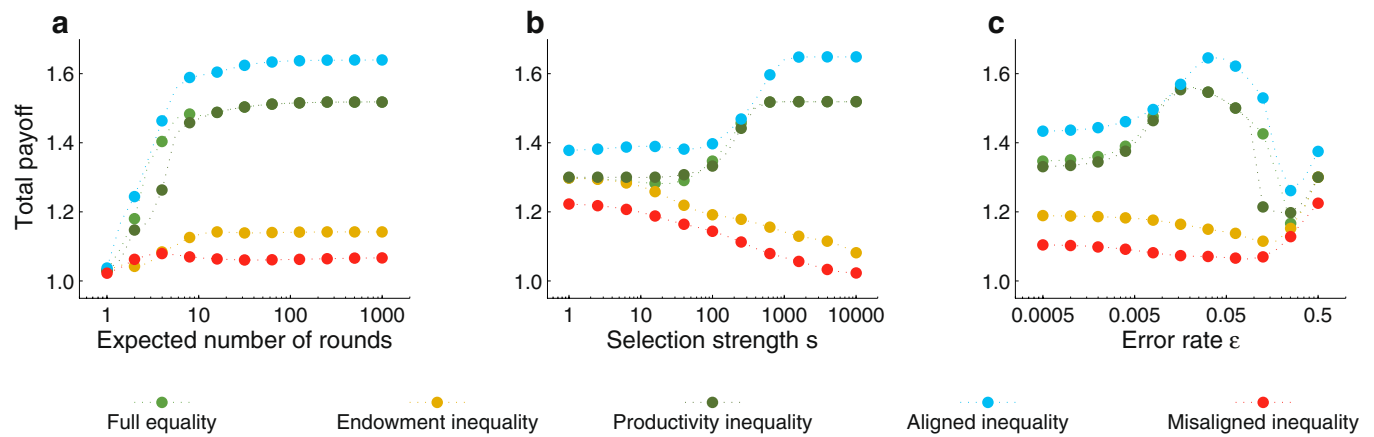 a
b
c
Total payoff
1.6
1.4
1.2
1.0
1 10 100 1000
Expected number of rounds
1.6
1.4
1.2
1.0
1 10 100 1000 10000
Selection strength s
1.6
1.4
1.2
1.0
0.0005 0.005 0.05 0.5
Error rate ε
Full equality
Endowment inequality
Productivity inequality
Aligned inequality
Misaligned inequality